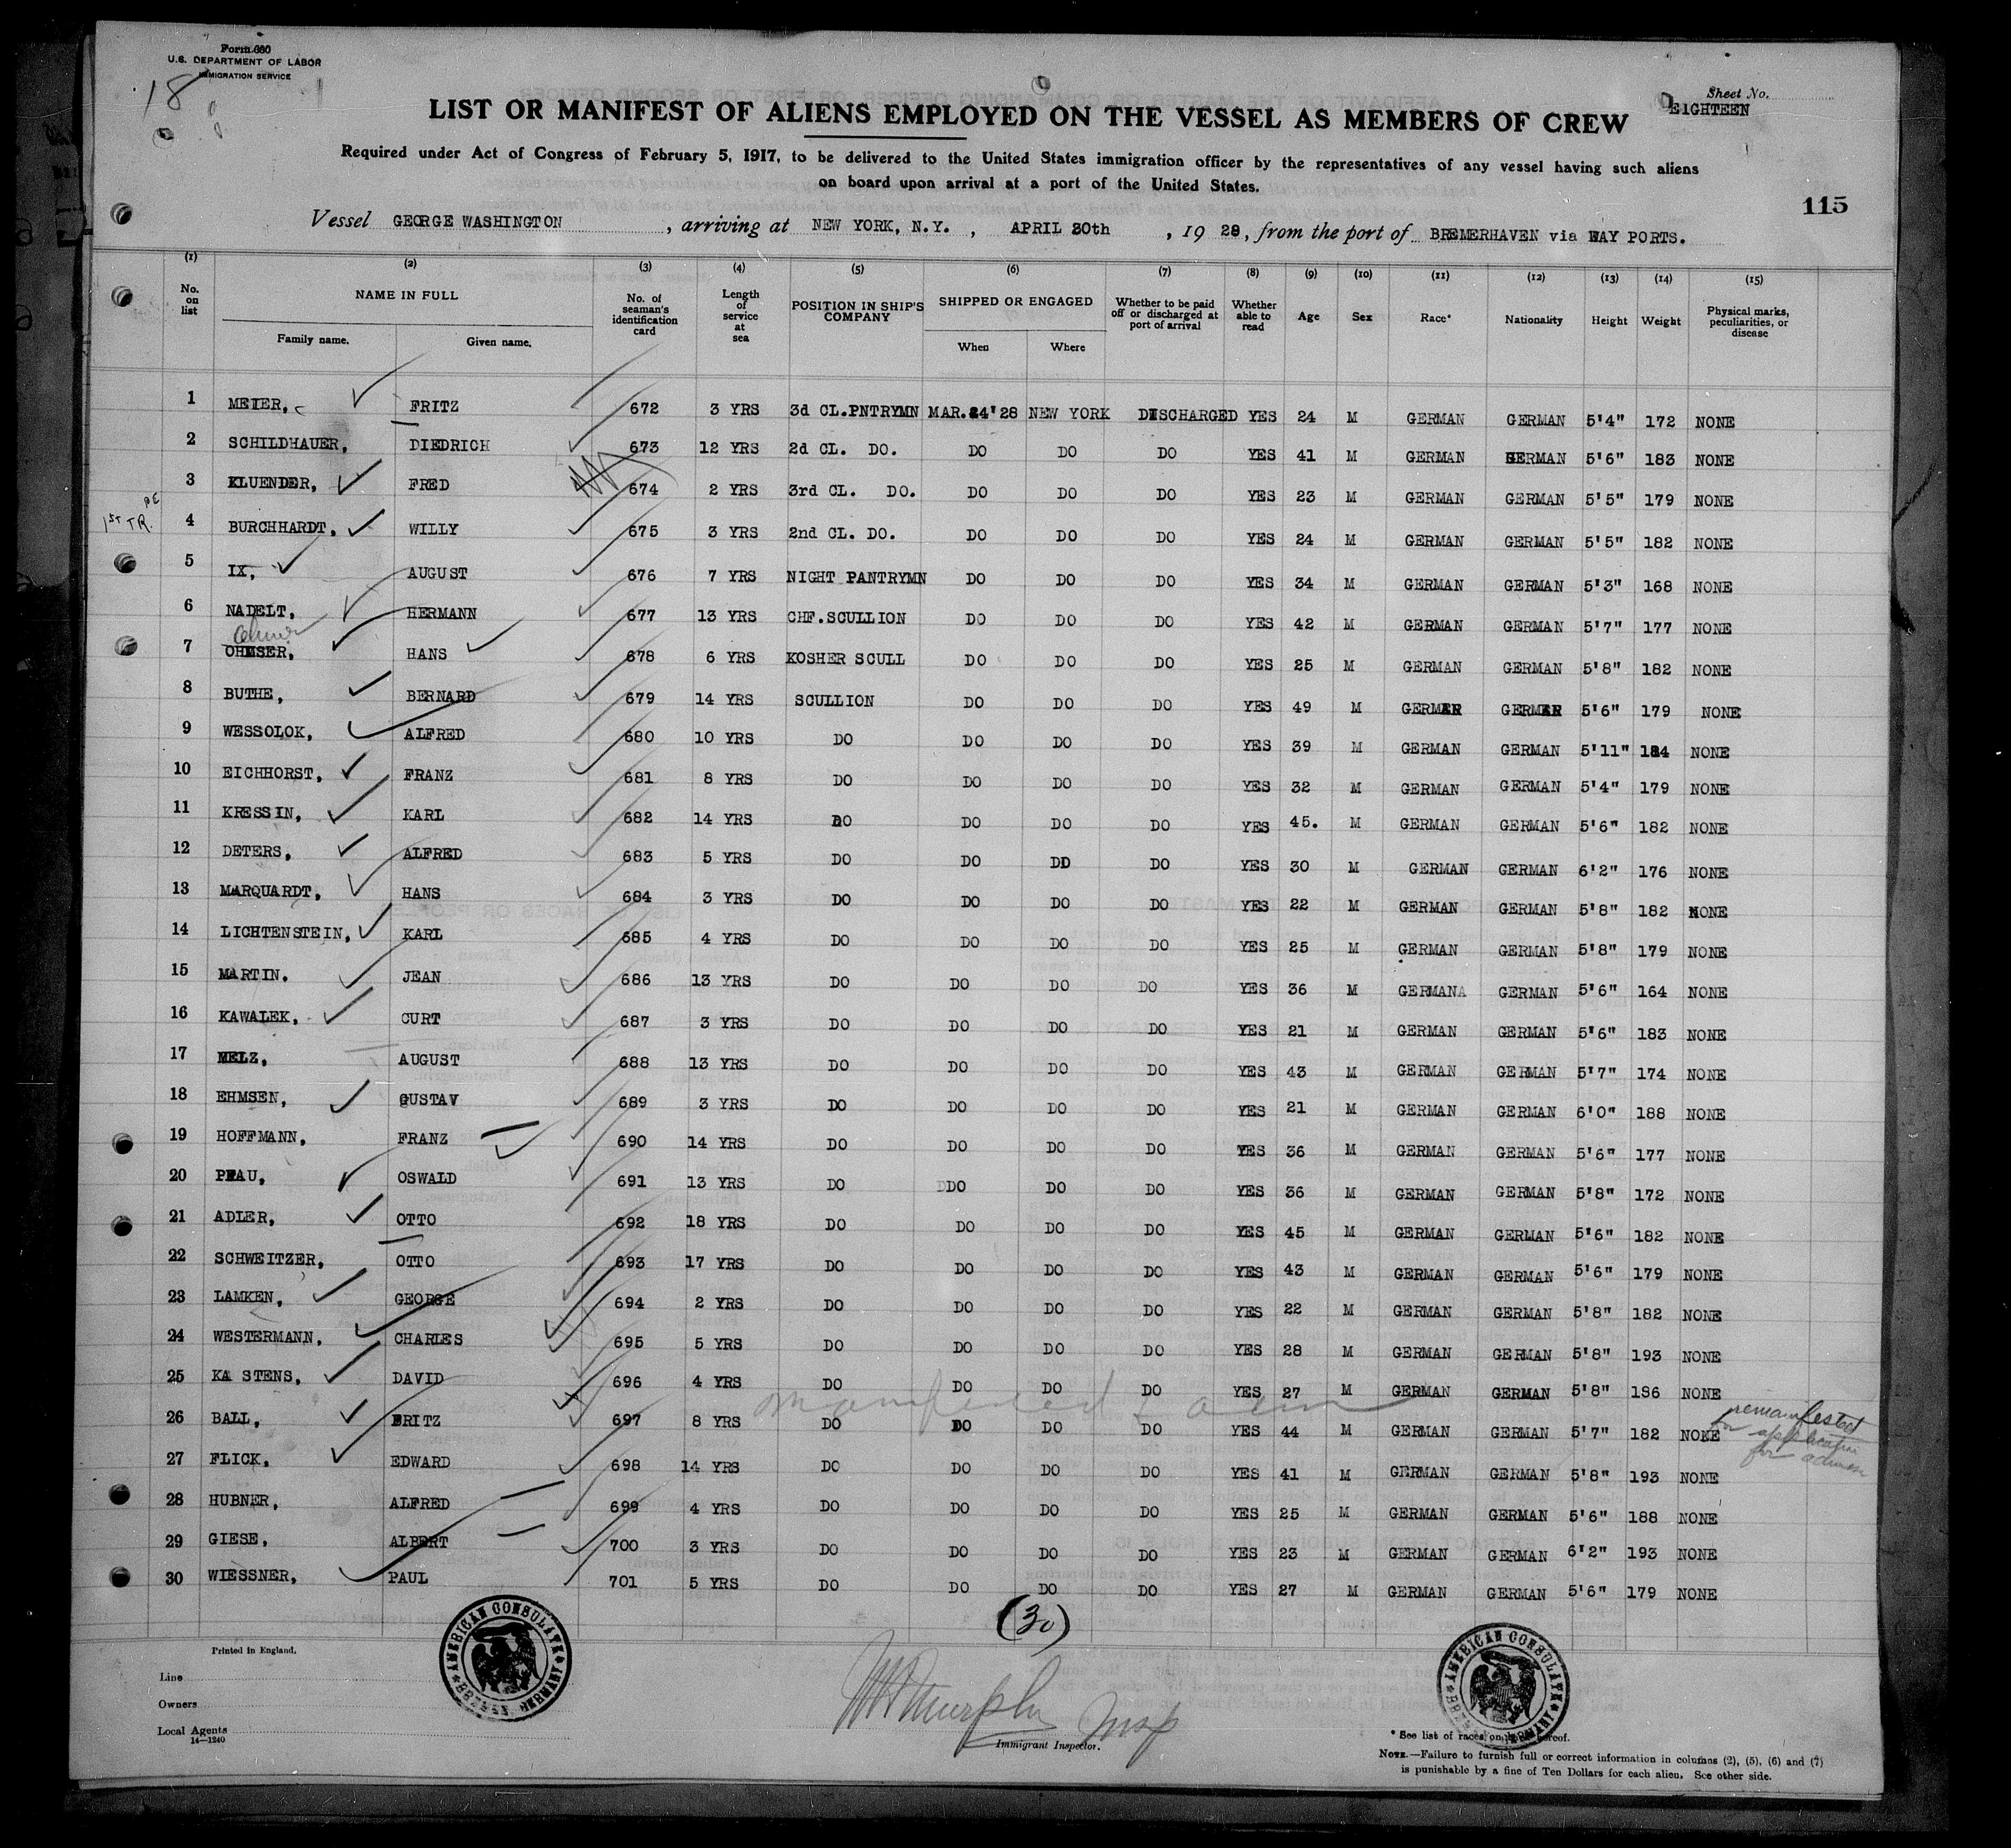 Form 680
U.S. DEPARTMENT OF LABOR
IMMIGRATION SERVICE
18
Sheet No.
EIGHTEEN
LIST OR MANIFEST OF ALIENS EMPLOYED ON THE VESSEL AS MEMBERS OF CREW
Required under Act of Congress of February 5, 1917, to be delivered to the United States immigration officer by the representatives of any vessel having such aliens
on board upon arrival at a port of the United States.
115
Vessel GEORGE WASHINGTON, arriving at NEW YORK, N.Y., APRIL 30th, 19 28, from the port of BREMERHAVEN via WAY PORTS.
(1) (2) (3) (4) (5) (6) (7) (8) (9) (10) (11) (12) (13) (14) (15)
No. on list NAME IN FULL Family name. Given name. No. of seaman's identification card Length of service at sea POSITION IN SHIP'S COMPANY SHIPPED OR ENGAGED When Where Whether to be paid off or discharged at port of arrival Whether able to read Age Sex Race* Nationality Height Weight Physical marks, peculiarities, or disease
1 MEIER, FRITZ 672 3 YRS 3d CL.PNTRYMN MAR.24'28 NEW YORK DISCHARGED YES 24 M GERMAN GERMAN 5'4" 172 NONE
2 SCHILDHAUER, DIEDRICH 673 12 YRS 2d CL. DO. DO DO DO YES 41 M GERMAN GERMAN 5'6" 183 NONE
3 KLUENDER, FRED 674 2 YRS 3rd CL. DO. DO DO DO YES 23 M GERMAN GERMAN 5'5" 179 NONE
1ST TR.
4 BURCHHARDT, WILLY 675 3 YRS 2nd CL. DO. DO DO DO YES 24 M GERMAN GERMAN 5'5" 182 NONE
5 IX, AUGUST 676 7 YRS NIGHT PANTRYMN DO DO DO YES 34 M GERMAN GERMAN 5'3" 168 NONE
6 NADELT, HERMANN 677 13 YRS CHF.SCULLION DO DO DO YES 42 M GERMAN GERMAN 5'7" 177 NONE
7 OHMSER, HANS 678 6 YRS KOSHER SCULL DO DO DO YES 25 M GERMAN GERMAN 5'8" 182 NONE
8 BUTHE, BERNARD 679 14 YRS SCULLION DO DO DO YES 49 M GERMAN GERMAN 5'6" 179 NONE
9 WESSOLOK, ALFRED 680 10 YRS DO DO DO DO YES 39 M GERMAN GERMAN 5'11" 184 NONE
10 EICHHORST, FRANZ 681 8 YRS DO DO DO DO YES 32 M GERMAN GERMAN 5'4" 179 NONE
11 KRESSIN, KARL 682 14 YRS DO DO DO DO YES 45. M GERMAN GERMAN 5'6" 182 NONE
12 DETERS, ALFRED 683 5 YRS DO DO DO DO YES 30 M GERMAN GERMAN 6'2" 176 NONE
13 MARQUARDT, HANS 684 3 YRS DO DO DO DO YES 22 M GERMAN GERMAN 5'8" 182 NONE
14 LICHTENSTEIN, KARL 685 4 YRS DO DO DO DO YES 25 M GERMAN GERMAN 5'8" 179 NONE
15 MARTIN. JEAN 686 13 YRS DO DO DO DO YES 36 M GERMANA GERMAN 5'6" 164 NONE
16 KAWALEK, CURT 687 3 YRS DO DO DO DO YES 21 M GERMAN GERMAN 5'6" 183 NONE
17 MELZ, AUGUST 688 13 YRS DO DO DO DO YES 43 M GERMAN GERMAN 5'7" 174 NONE
18 EHMSEN, GUSTAV 689 3 YRS DO DO DO DO YES 21 M GERMAN GERMAN 6'0" 188 NONE
19 HOFFMANN, FRANZ 690 14 YRS DO DO DO DO YES 36 M GERMAN GERMAN 5'6" 177 NONE
20 PFAU, OSWALD 691 13 YRS DO DDO DO DO YES 36 M GERMAN GERMAN 5'8" 172 NONE
21 ADLER, OTTO 692 18 YRS DO DO DO DO YES 45 M GERMAN GERMAN 5'6" 182 NONE
22 SCHWEITZER, OTTO 693 17 YRS DO DO DO DO YES 43 M GERMAN GERMAN 5'6" 179 NONE
23 LAMKEN, GEORGE 694 2 YRS DO DO DO DO YES 22 M GERMAN GERMAN 5'8" 182 NONE
24 WESTERMANN, CHARLES 695 5 YRS DO DO DO DO YES 28 M GERMAN GERMAN 5'8" 193 NONE
25 KA STENS, DAVID 696 4 YRS DO DO DO DO YES 27 M GERMAN GERMAN 5'8" 186 NONE
26 BALL, FRITZ 697 8 YRS DO DO DO DO YES 44 M GERMAN GERMAN 5'7" 182 NONE
remanifested
on application
for admssn
27 FLICK, EDWARD 698 14 YRS DO DO DO DO YES 41 M GERMAN GERMAN 5'8" 193 NONE
28 HUBNER, ALFRED 699 4 YRS DO DO DO DO YES 25 M GERMAN GERMAN 5'6" 188 NONE
29 GIESE, ALBERT 700 3 YRS DO DO DO DO YES 23 M GERMAN GERMAN 6'2" 193 NONE
30 WIESSNER, PAUL 701 5 YRS DO DO DO DO YES 27 M GERMAN GERMAN 5'6" 179 NONE
(30)
AMERICAN CONSULATE BREMEN, GERMANY
AMERICAN CONSULATE BREMEN, GERMANY
Printed in England.
Line
Owners
Local Agents
14—1240
Murphy Insp
Immigrant Inspector.
* See list of races on back hereof.
NOTE.—Failure to furnish full or correct information in columns (2), (5), (6) and (7)
is punishable by a fine of Ten Dollars for each alien. See other side.